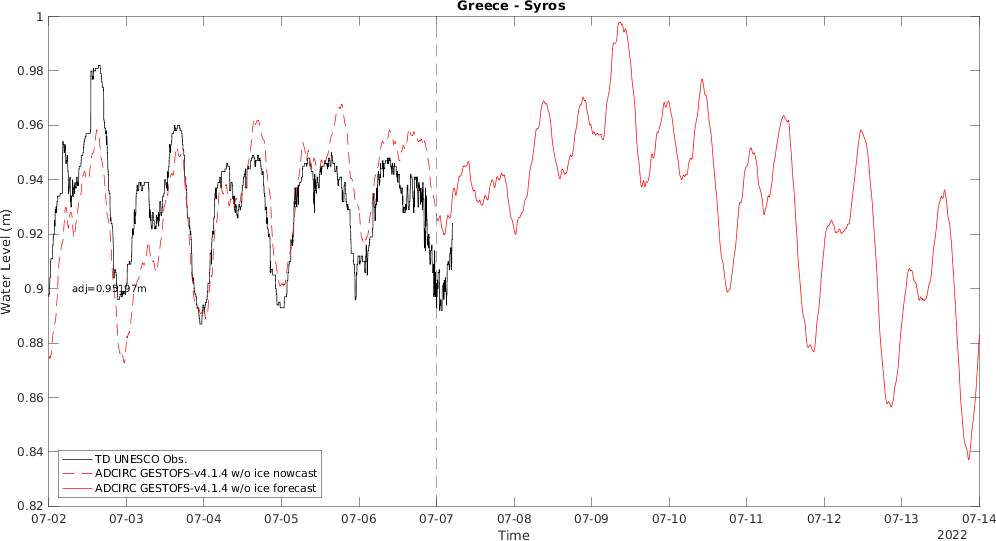 Greece - Syros
Water Level (m)
1
0.98
0.96
0.94
0.92
0.9
0.88
0.86
0.84
0.82
adj=0.95197m
TD UNESCO Obs.
ADCIRC GESTOFS-v4.1.4 w/o ice nowcast
ADCIRC GESTOFS-v4.1.4 w/o ice forecast
07-02 07-03 07-04 07-05 07-06 07-07 07-08 07-09 07-10 07-11 07-12 07-13 07-14
Time
2022